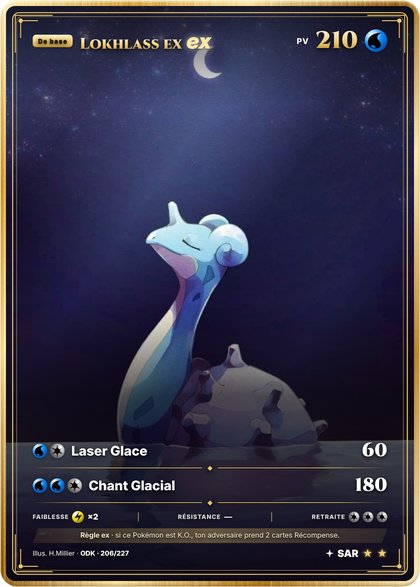 De base LOKHLASS EX ex PV 210
Laser Glace 60
Chant Glacial 180
FAIBLESSE ×2 RÉSISTANCE — RETRAITE
Règle ex · si ce Pokémon est K.O., ton adversaire prend 2 cartes Récompense.
Illus. H.Millier · ODK · 206/227 SAR